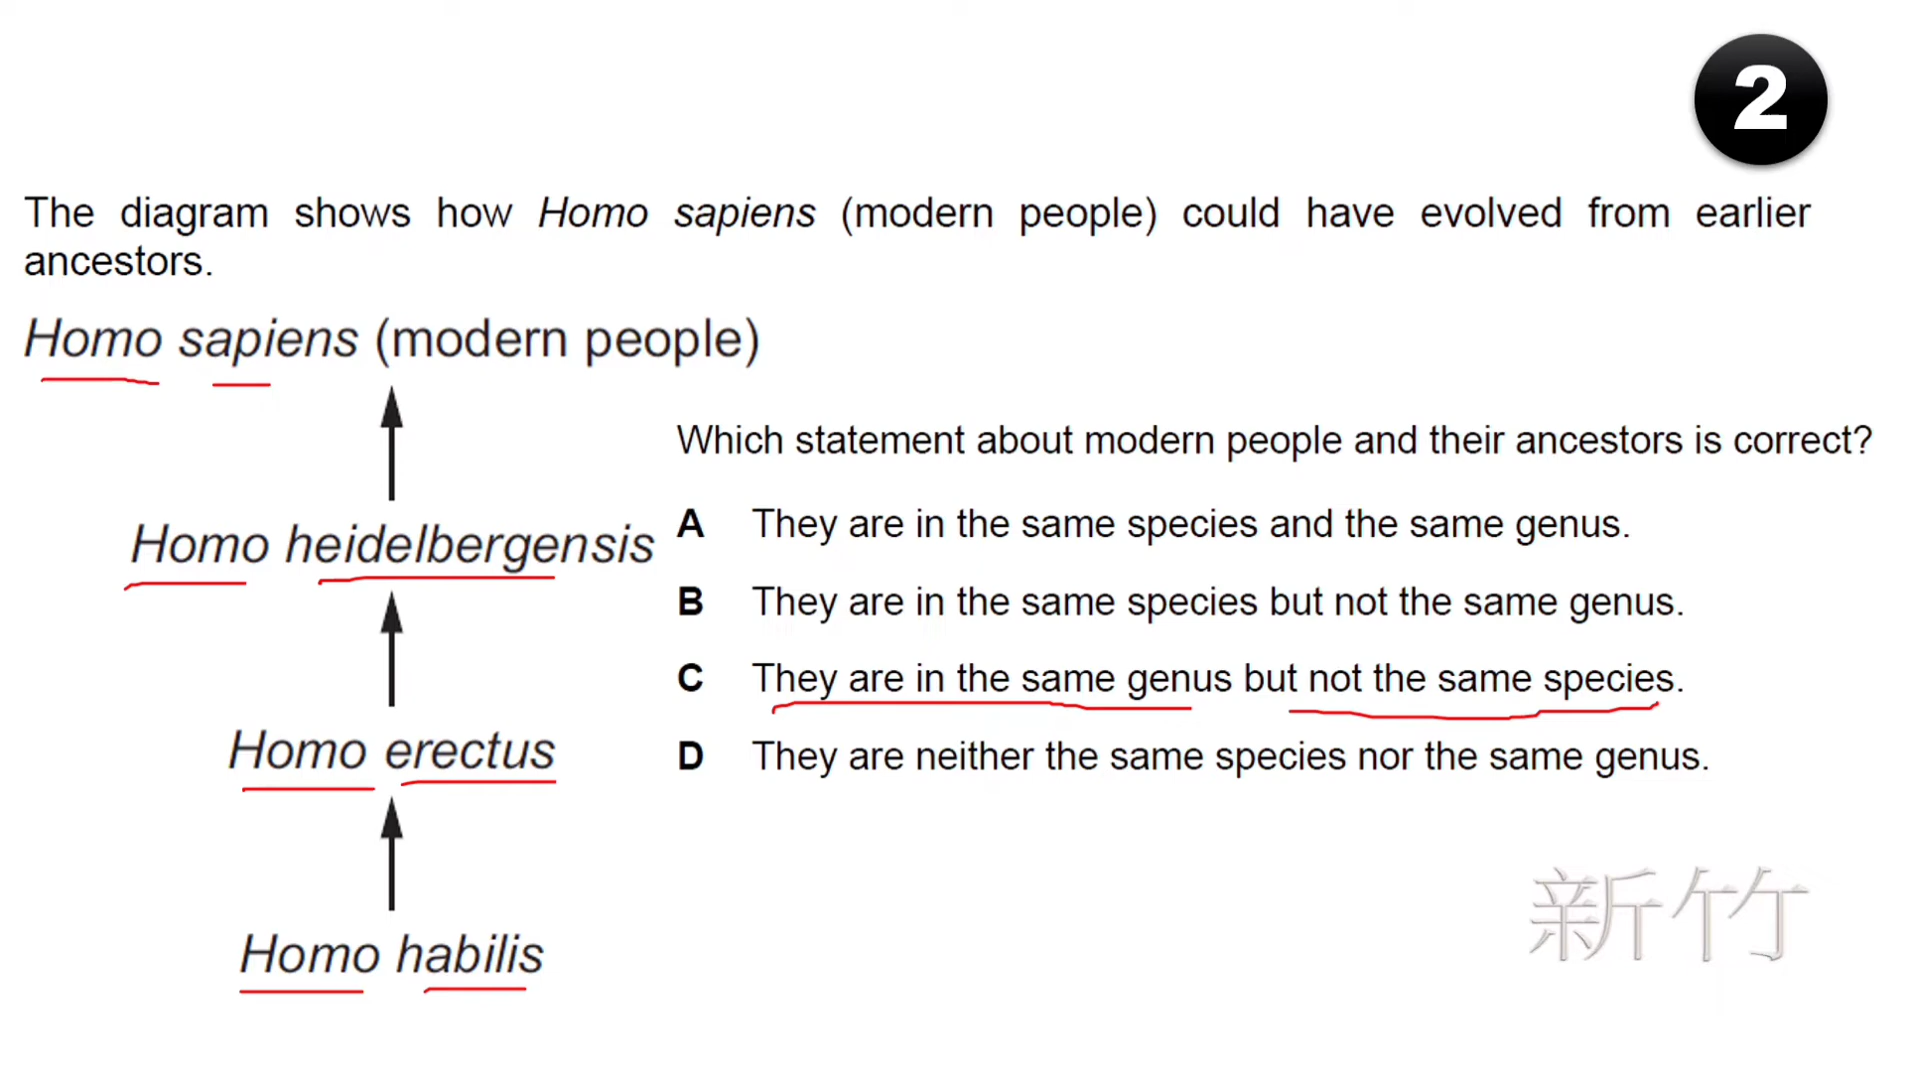 2
The diagram shows how Homo sapiens (modern people) could have evolved from earlier
ancestors.
Homo sapiens (modern people)
Homo heidelbergensis
Homo erectus
Homo habilis
Which statement about modern people and their ancestors is correct?
A They are in the same species and the same genus.
B They are in the same species but not the same genus.
C They are in the same genus but not the same species.
D They are neither the same species nor the same genus.
新竹